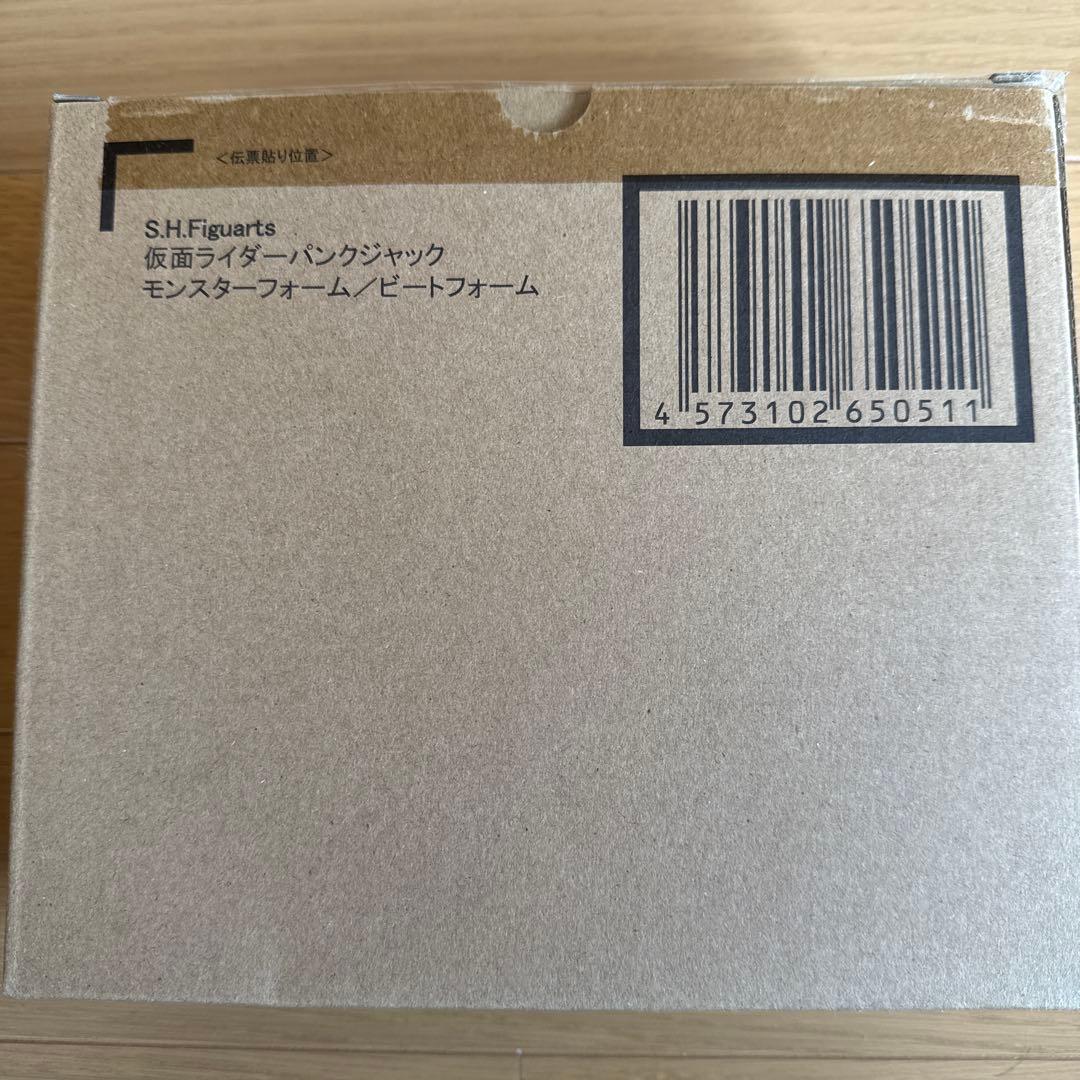 <伝票貼り位置>
S.H.Figuarts
仮面ライダーパンクジャック
モンスターフォーム／ビートフォーム
4 573102 650511